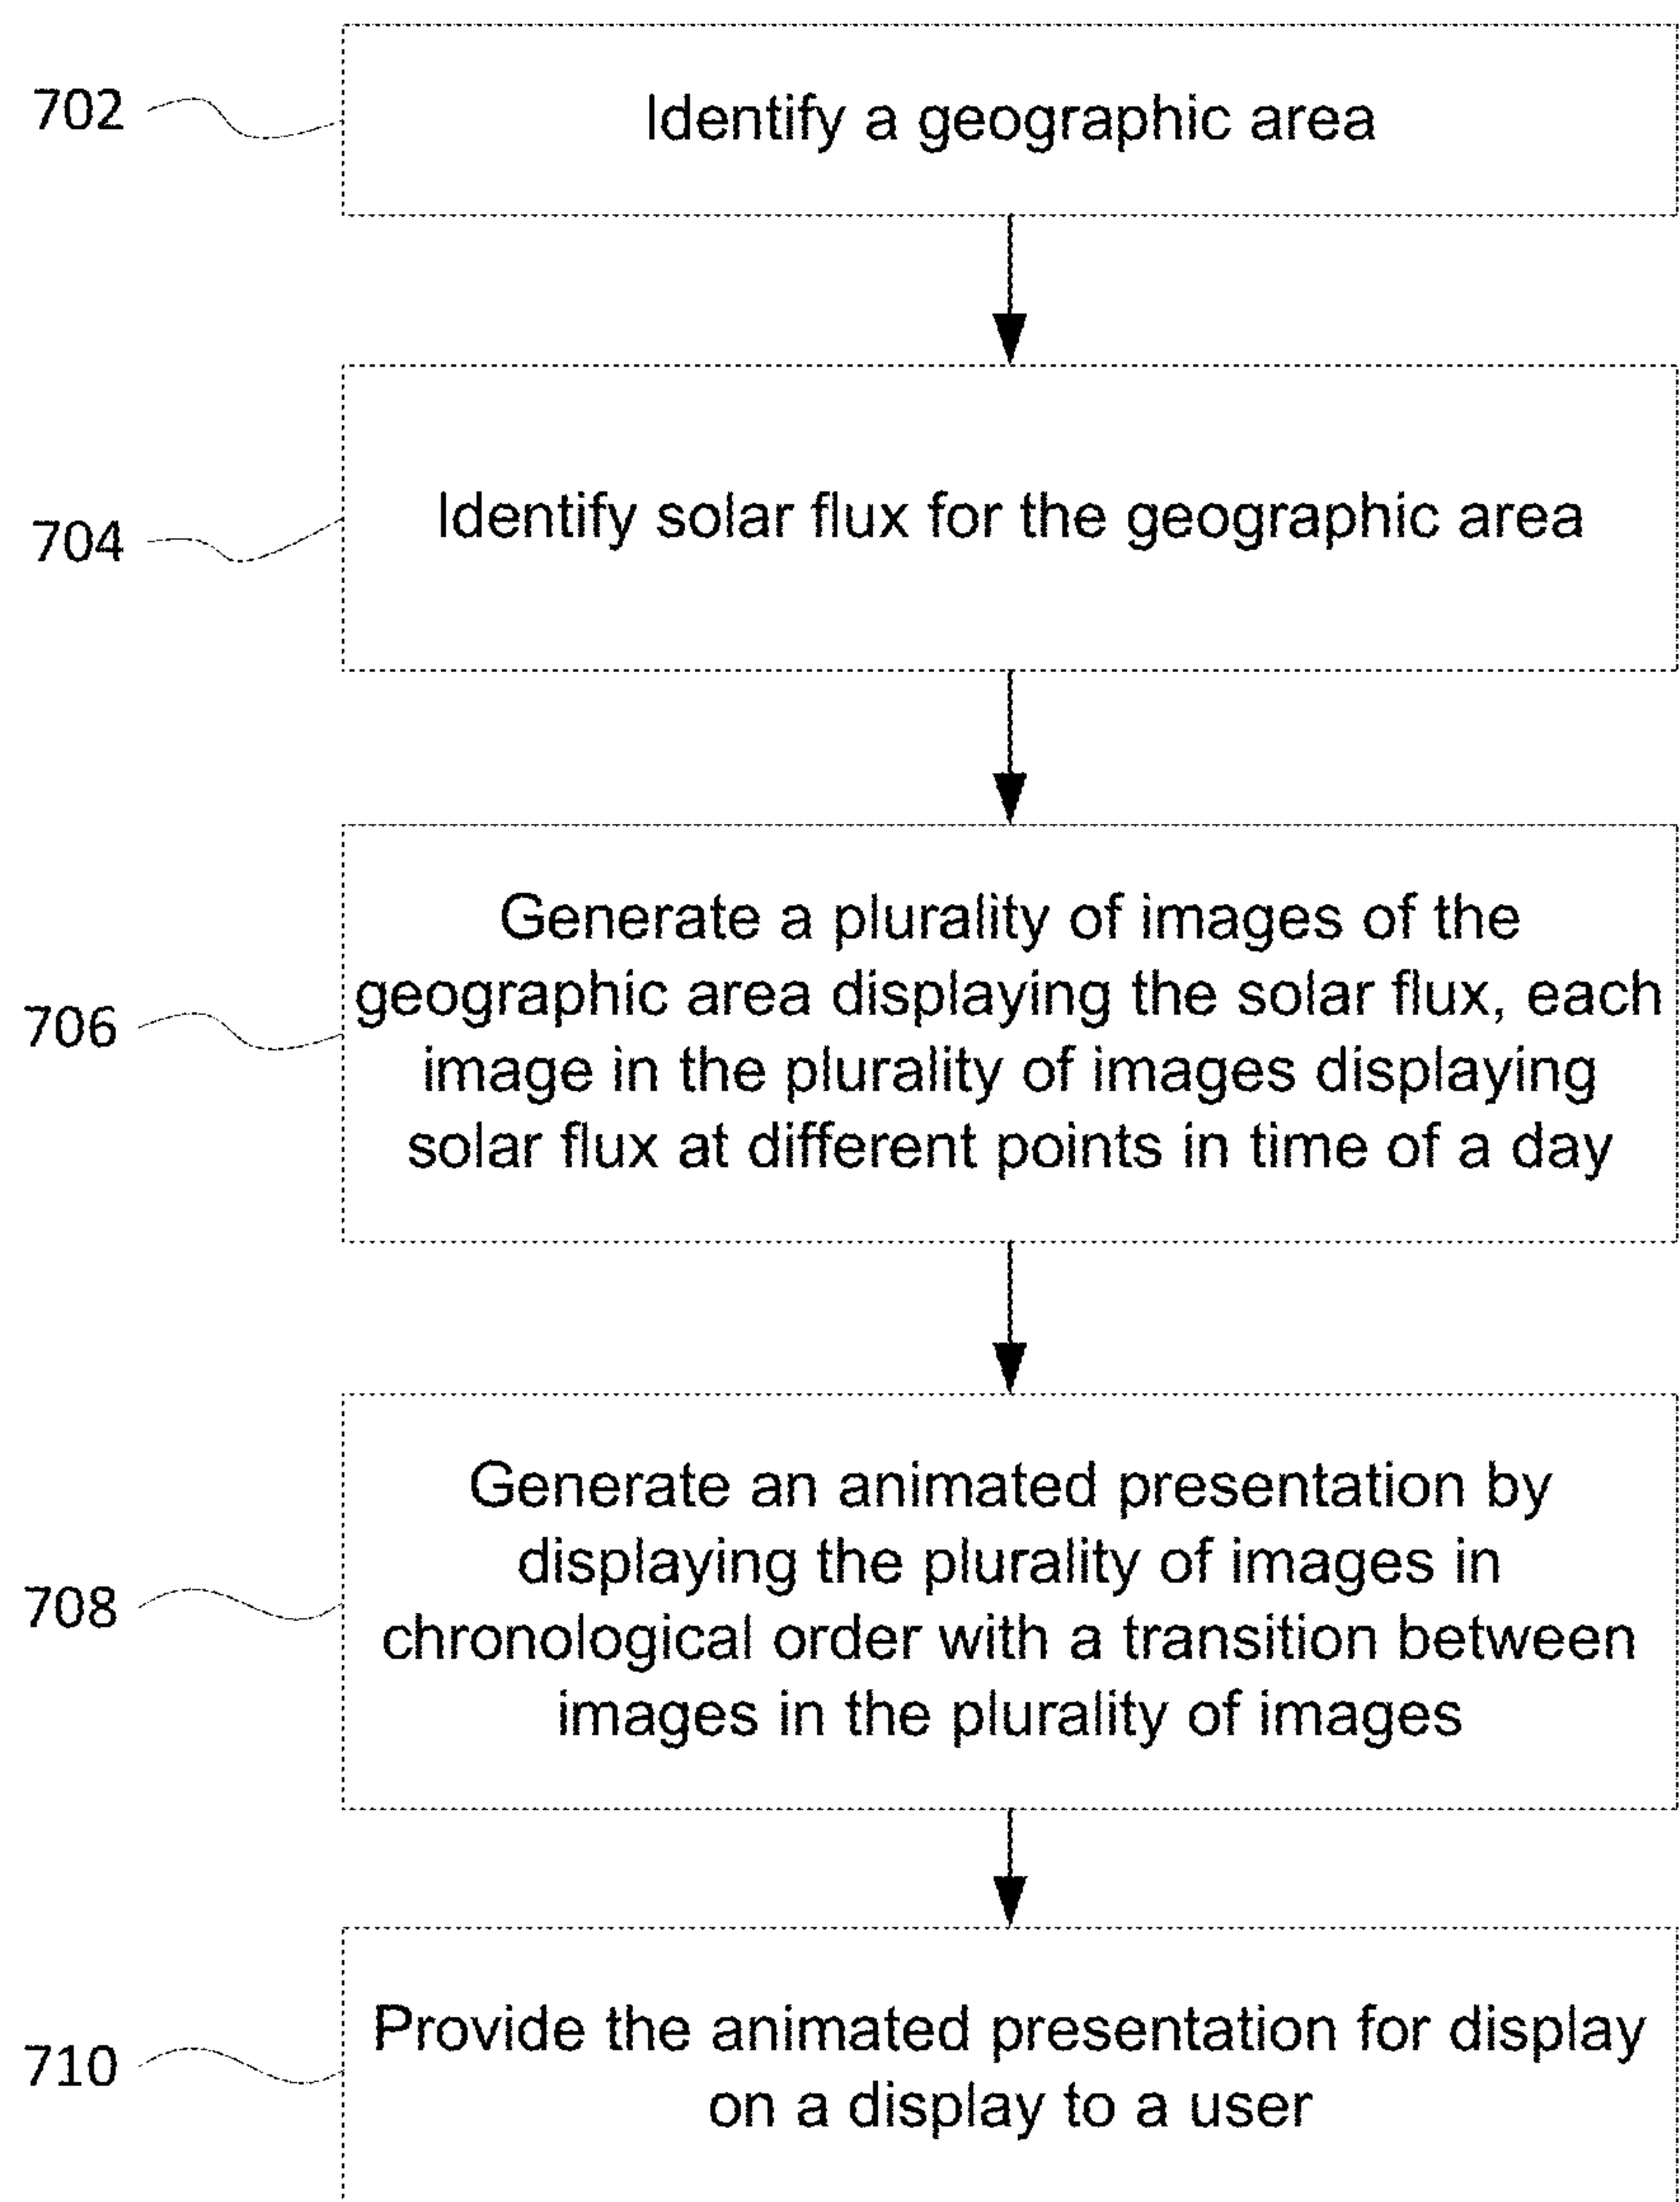 702
Identify a geographic area
704
Identify solar flux for the geographic area
706
Generate a plurality of images of the
geographic area displaying the solar flux, each
image in the plurality of images displaying
solar flux at different points in time of a day
708
Generate an animated presentation by
displaying the plurality of images in
chronological order with a transition between
images in the plurality of images
710
Provide the animated presentation for display
on a display to a user